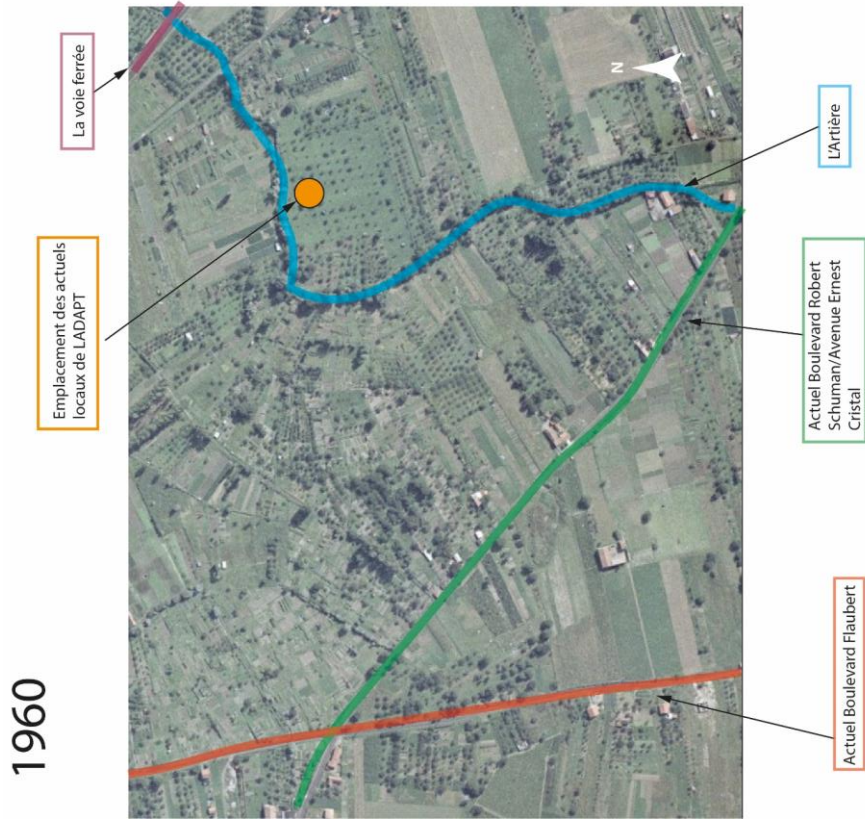 1960
La voie ferrée
Emplacement des actuels
locaux de LADAPT
N
L'Artière
Actuel Boulevard Robert
Schuman/Avenue Ernest
Cristal
Actuel Boulevard Flaubert